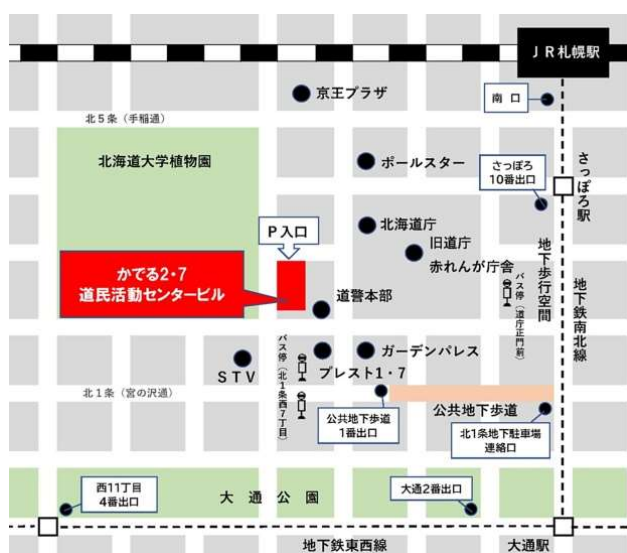 JR札幌駅
京王プラザ
南口
北5条(手稲通)
北海道大学植物園
ポールスター
さっぽろ
10番出口
さっぽろ駅
P入口
北海道庁
旧道庁
赤れんが庁舎
かでる2・7
道民活動センタービル
道警本部
バス停(道庁正門前)
地下歩行空間
地下鉄南北線
STV
バス停(北1条西7丁目)
プレスト1・7
ガーデンパレス
北1条(宮の沢通)
公共地下歩道
1番出口
公共地下歩道
北1条地下駐車場
連絡口
西11丁目
4番出口
大通公園
大通2番出口
地下鉄東西線
大通駅